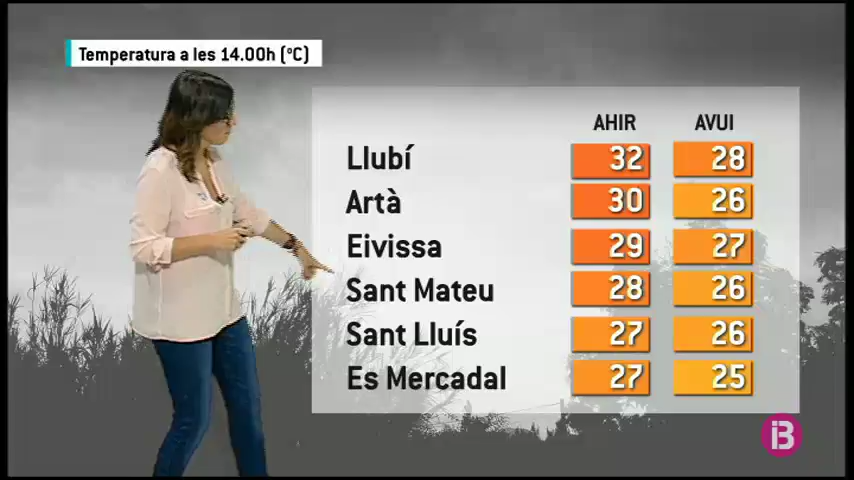 Temperatura a les 14.00h (ºC)
AHIR AVUI
Llubí 32 28
Artà 30 26
Eivissa 29 27
Sant Mateu 28 26
Sant Lluís 27 26
Es Mercadal 27 25
IB